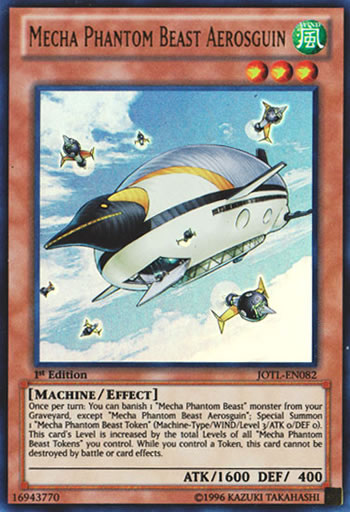 MECHA PHANTOM BEAST AEROSGUIN
WIND
風
1st Edition
JOTL-EN082
[MACHINE/EFFECT]
Once per turn: You can banish 1 "Mecha Phantom Beast" monster from your
Graveyard, except "Mecha Phantom Beast Aerosguin"; Special Summon
1 "Mecha Phantom Beast Token" (Machine-Type/WIND/Level 3/ATK 0/DEF 0).
This card's Level is increased by the total Levels of all "Mecha Phantom
Beast Tokens" you control. While you control a Token, this card cannot be
destroyed by battle or card effects.
ATK/1600 DEF/ 400
16943770
©1996 KAZUKI TAKAHASHI